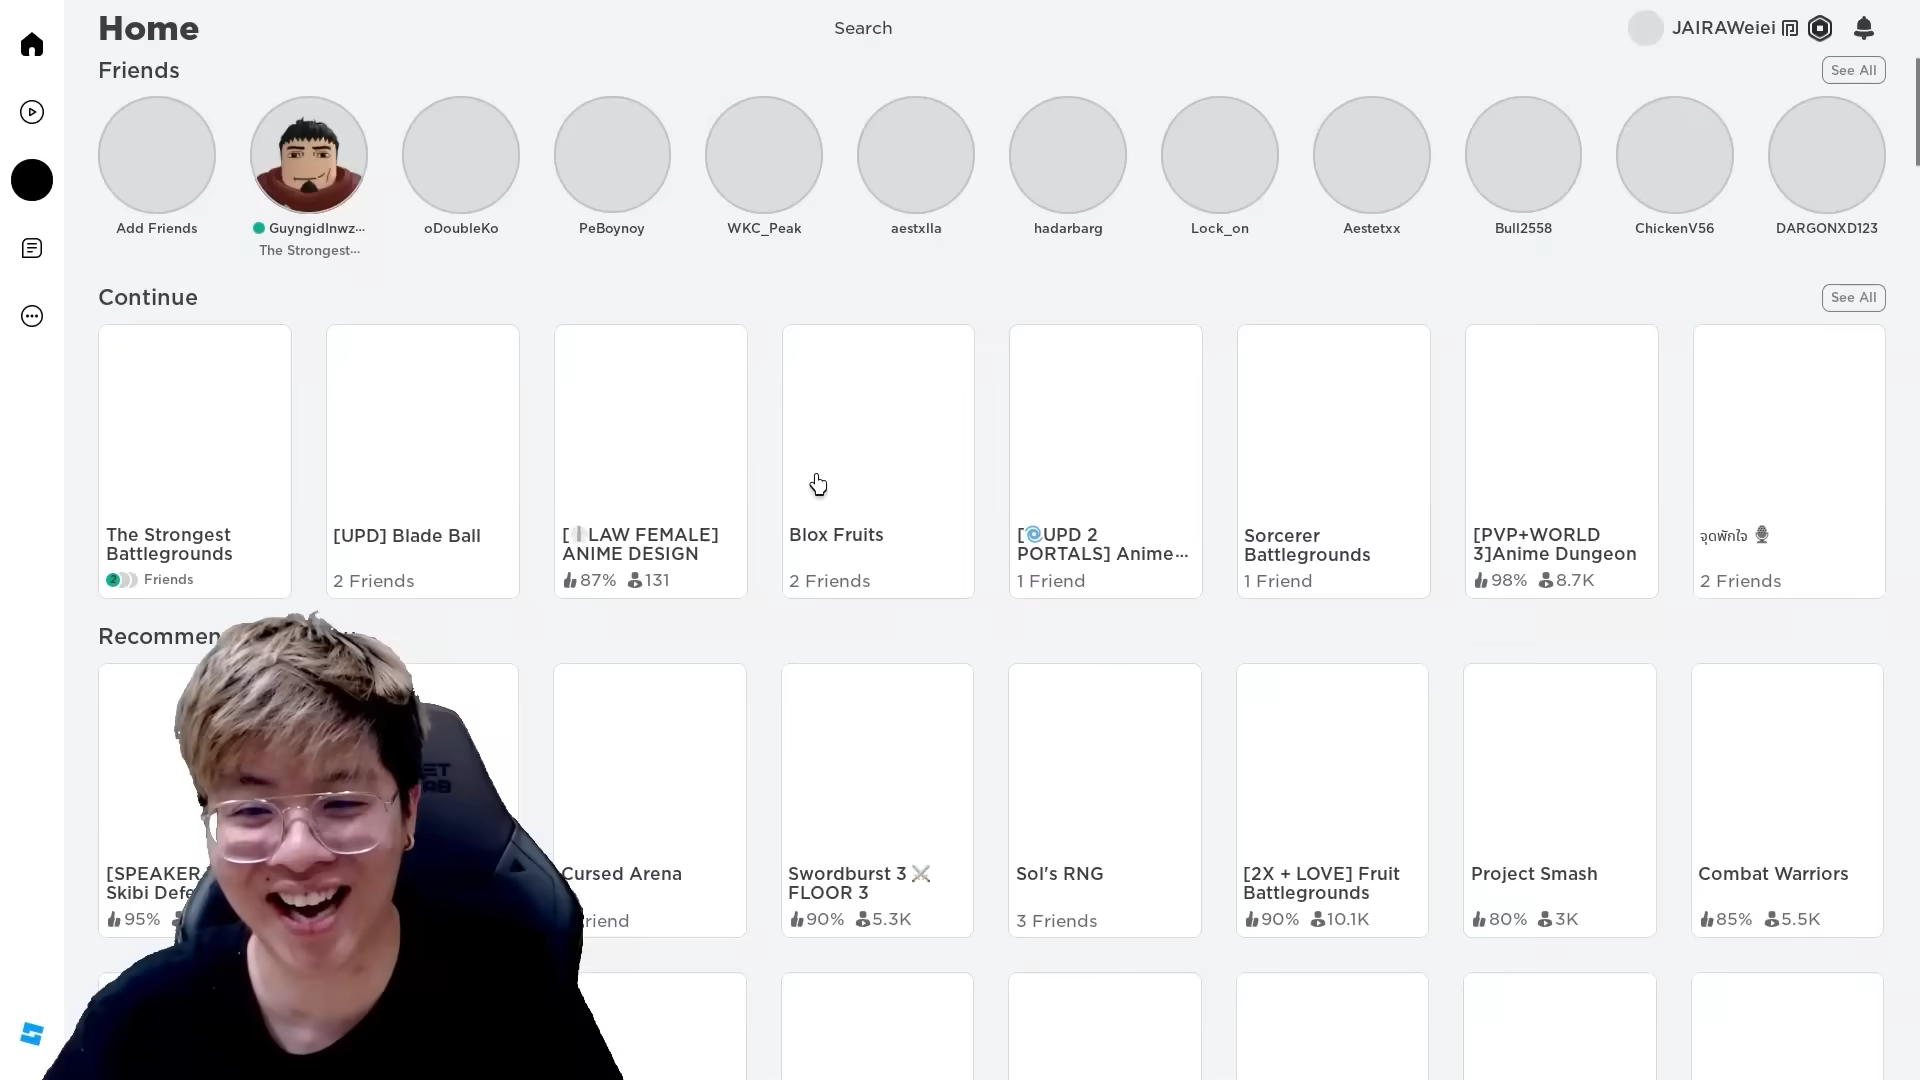 Home
Search
JAIRAWeiei
Friends
See All
Add Friends
GuyngidInwz...
The Strongest...
oDoubleKo
PeBoynoy
WKC_Peak
aestxlla
hadarbarg
Lock_on
Aestetxx
Bull2558
ChickenV56
DARGONXD123
Continue
See All
The Strongest
Battlegrounds
2 Friends
[UPD] Blade Ball
2 Friends
[LAW FEMALE]
ANIME DESIGN
87% 131
Blox Fruits
2 Friends
[🌀UPD 2
PORTALS] Anime...
1 Friend
Sorcerer
Battlegrounds
1 Friend
[PVP+WORLD
3]Anime Dungeon
98% 8.7K
จุดพักใจ 🎙
2 Friends
Recommen
[SPEAKER
Skibi Defe
95%
Cursed Arena
riend
Swordburst 3 ⚔
FLOOR 3
90% 5.3K
Sol's RNG
3 Friends
[2X + LOVE] Fruit
Battlegrounds
90% 10.1K
Project Smash
80% 3K
Combat Warriors
85% 5.5K